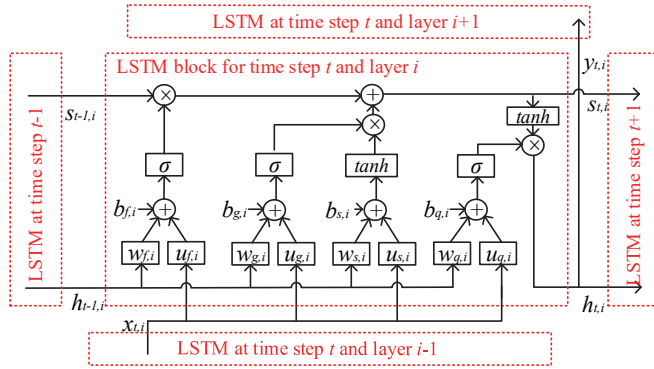 LSTM at time step t and layer i+1
LSTM block for time step t and layer i
y_{t,i}
LSTM at time step t-1
LSTM at time step t+1
s_{t-1,i}
×
+
s_{t,i}
tanh
×
×
σ
σ
tanh
σ
b_{f,i}
+
b_{g,i}
+
b_{s,i}
+
b_{q,i}
+
w_{f,i}
u_{f,i}
w_{g,i}
u_{g,i}
w_{s,i}
u_{s,i}
w_{q,i}
u_{q,i}
h_{t-1,i}
h_{t,i}
x_{t,i}
LSTM at time step t and layer i-1